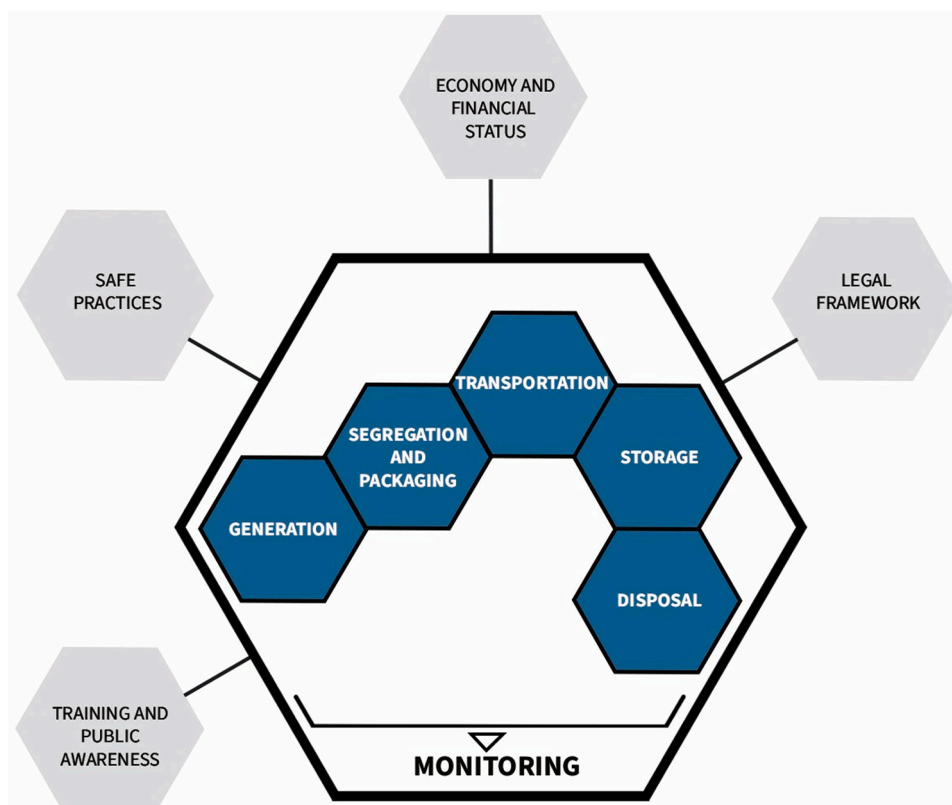 ECONOMY AND
FINANCIAL
STATUS
SAFE
PRACTICES
LEGAL
FRAMEWORK
TRANSPORTATION
SEGREGATION
AND
PACKAGING
STORAGE
GENERATION
DISPOSAL
TRAINING AND
PUBLIC
AWARENESS
MONITORING